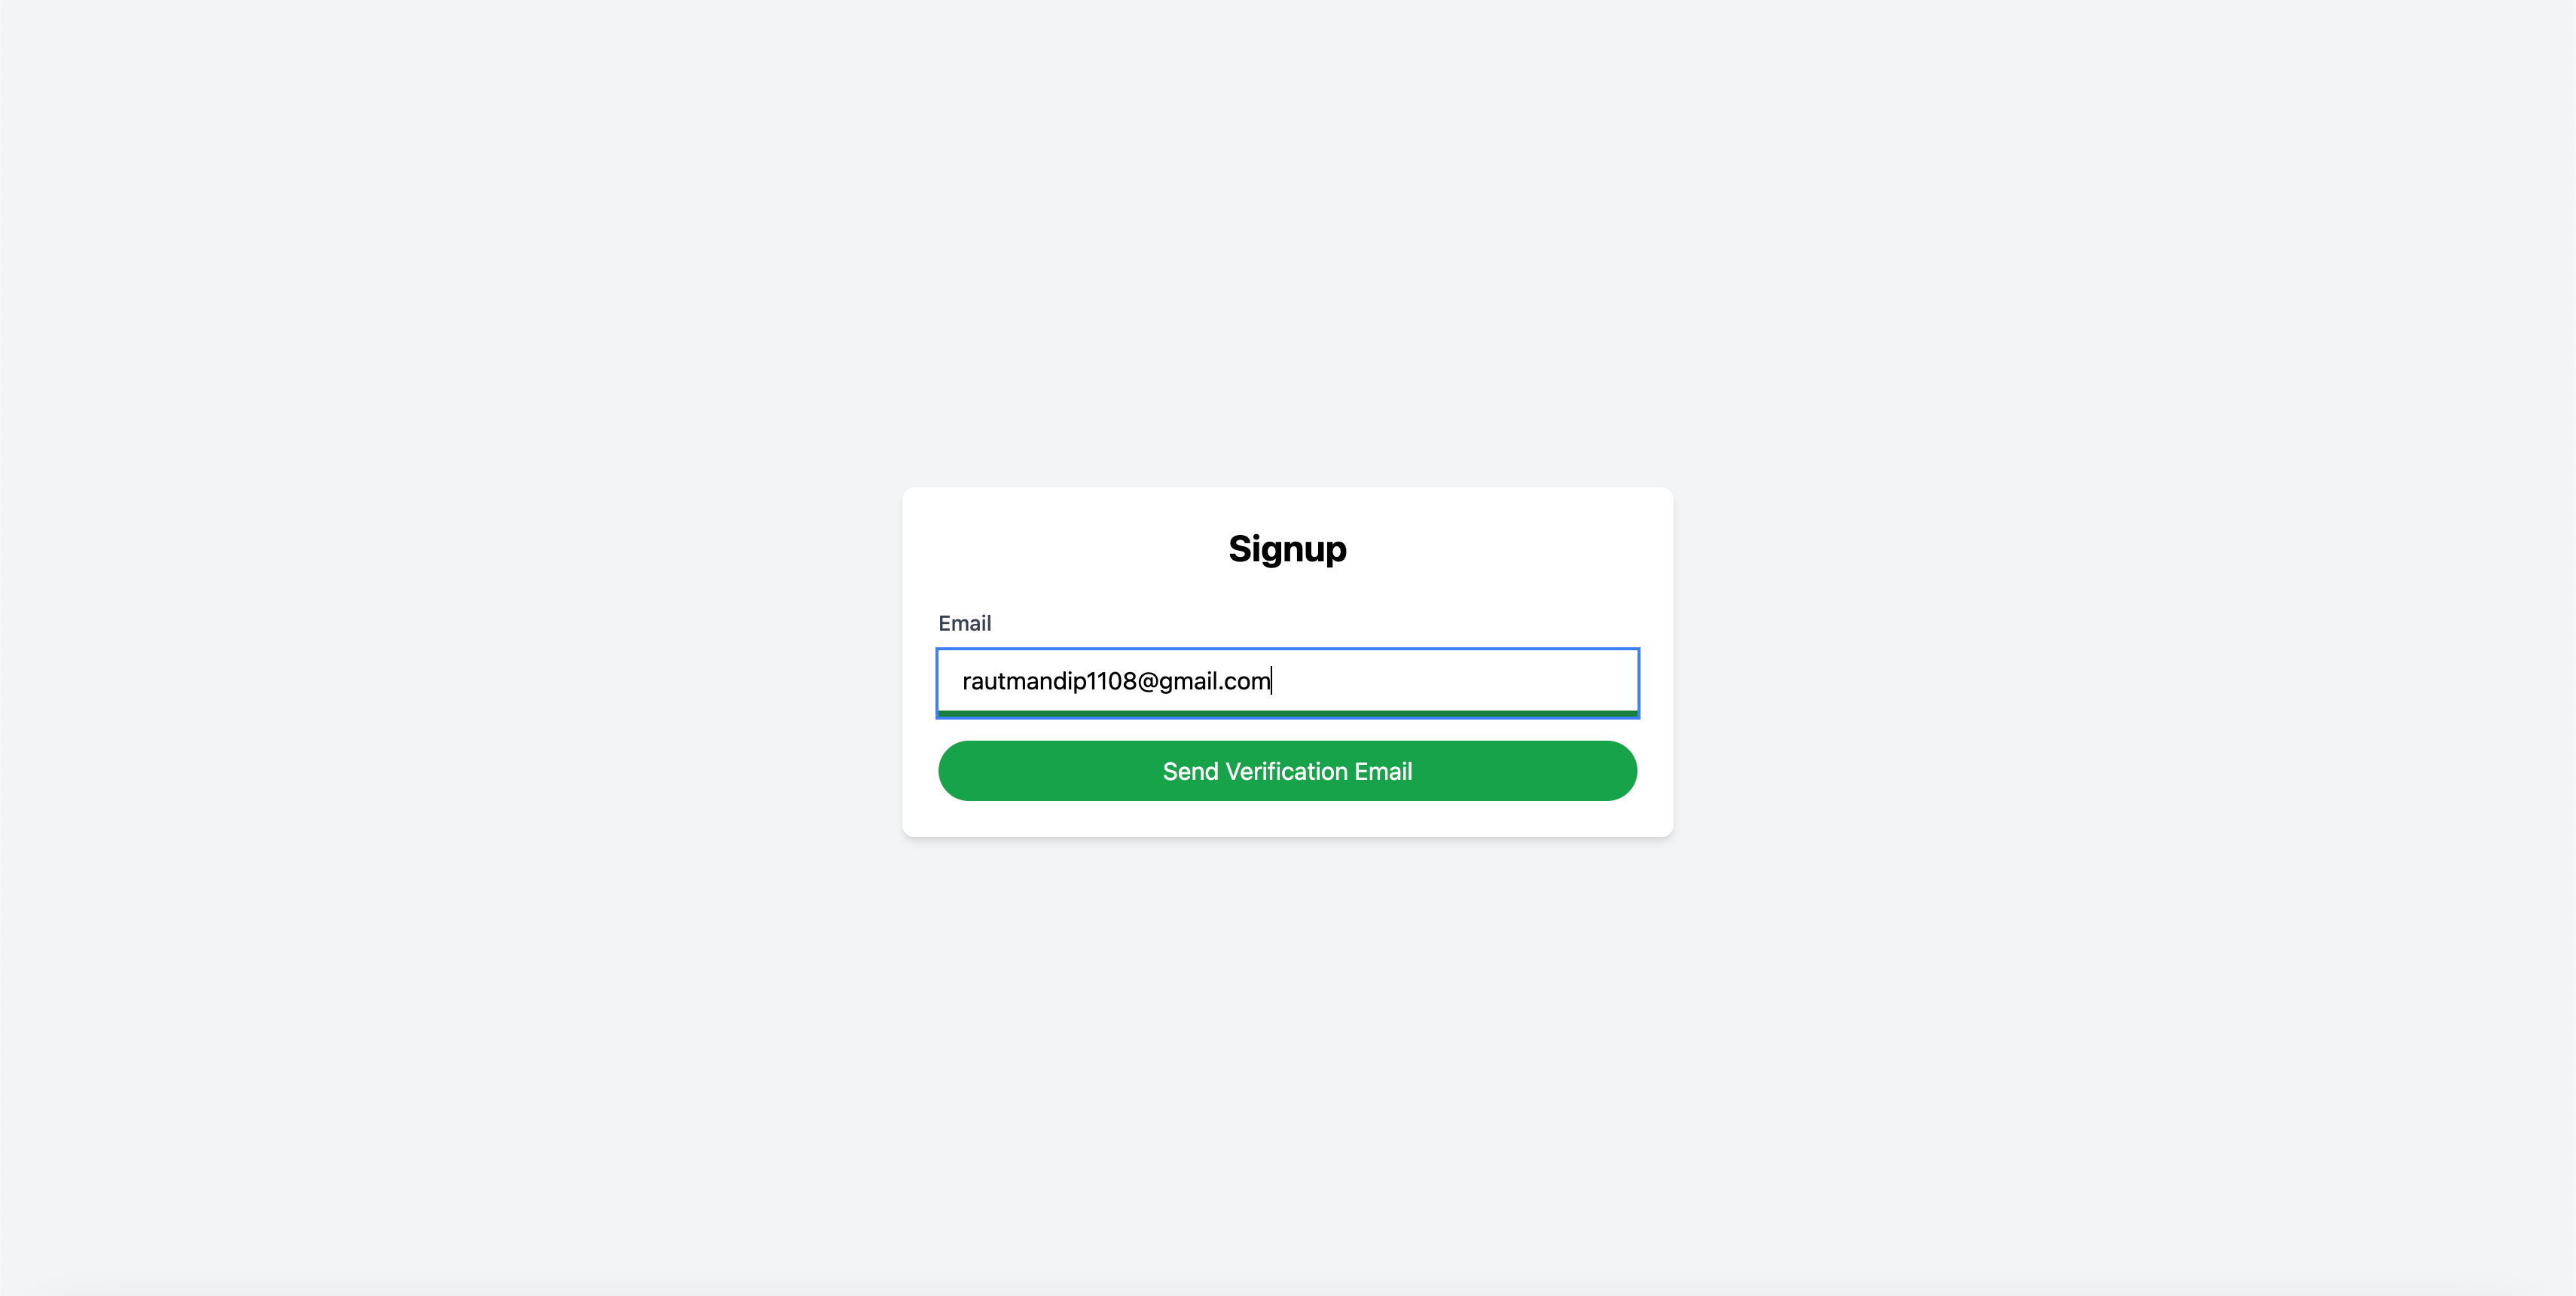 Signup
Email
rautmandip1108@gmail.com
Send Verification Email